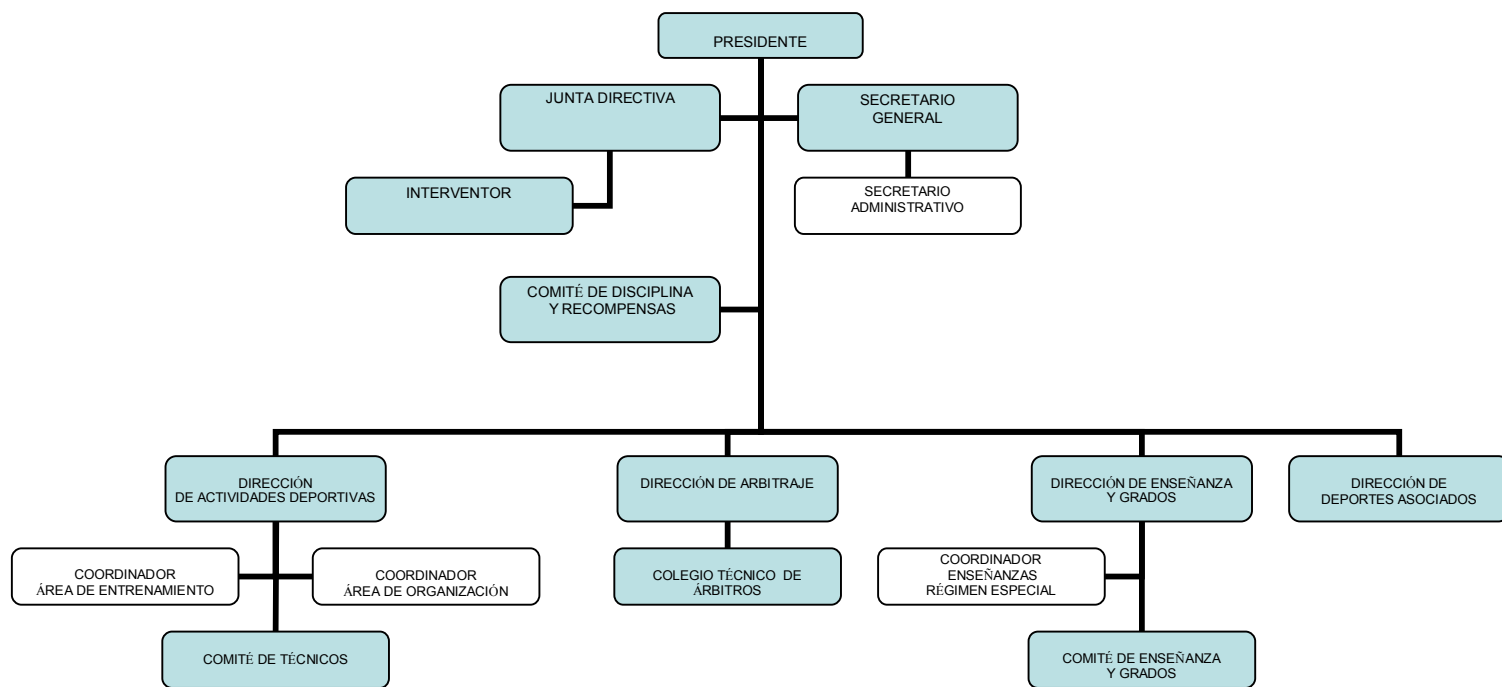 PRESIDENTE
JUNTA DIRECTIVA
SECRETARIO
GENERAL
INTERVENTOR
SECRETARIO
ADMINISTRATIVO
COMITÉ DE DISCIPLINA
Y RECOMPENSAS
DIRECCIÓN
DE ACTIVIDADES DEPORTIVAS
DIRECCIÓN DE ARBITRAJE
DIRECCIÓN DE ENSEÑANZA
Y GRADOS
DIRECCIÓN DE
DEPORTES ASOCIADOS
COORDINADOR
ÁREA DE ENTRENAMIENTO
COORDINADOR
ÁREA DE ORGANIZACIÓN
COLEGIO TÉCNICO DE
ÁRBITROS
COORDINADOR
ENSEÑANZAS
RÉGIMEN ESPECIAL
COMITÉ DE TÉCNICOS
COMITÉ DE ENSEÑANZA
Y GRADOS